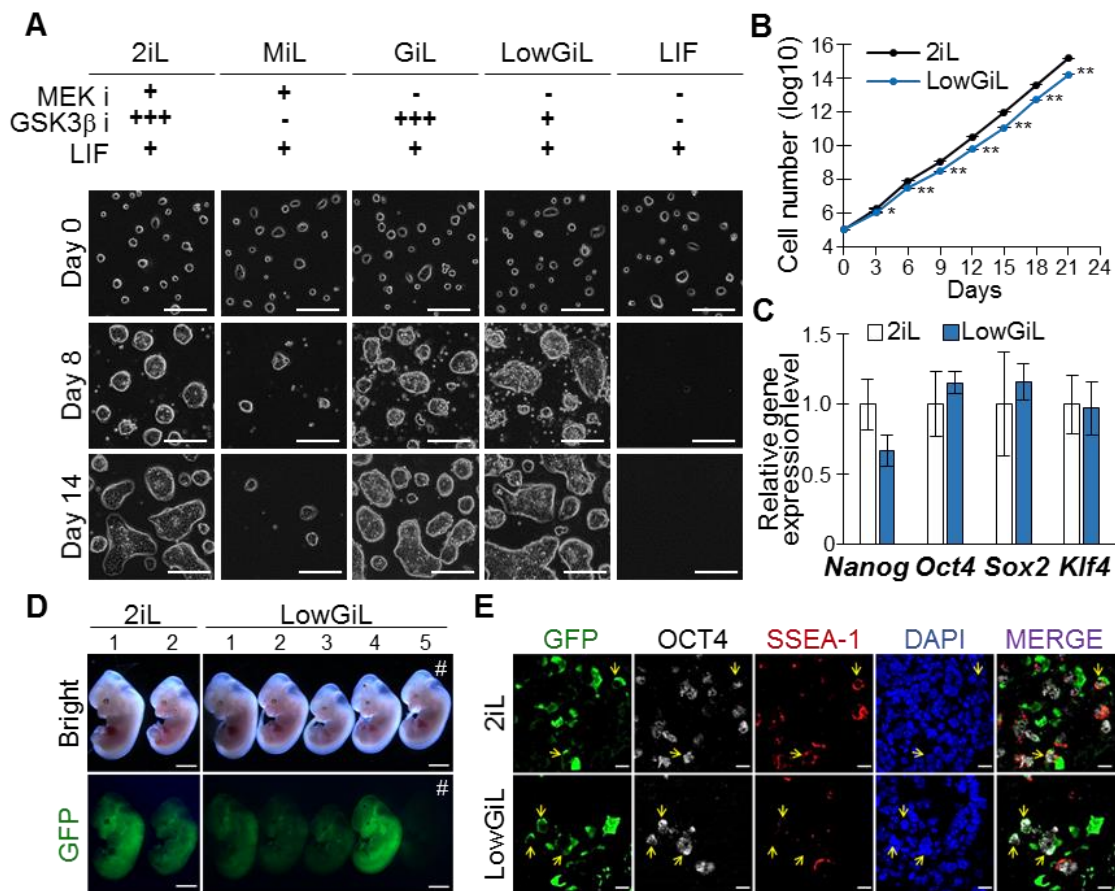 A
2iL MiL GiL LowGiL LIF
MEK i + + - - -
GSK3β i +++ - +++ + -
LIF + + + + +
Day 0
Day 8
Day 14
B
Cell number (log10)
16
14
12
10
8
6
4
2iL
LowGiL
* ** ** ** ** ** **
0 3 6 9 12 15 18 21 24
Days
C
Relative gene
expression level
1.5
1.0
0.5
0
2iL LowGiL
Nanog Oct4 Sox2 Klf4
D
2iL LowGiL
1 2 1 2 3 4 5
Bright
#
GFP
#
E
GFP OCT4 SSEA-1 DAPI MERGE
2iL
LowGiL